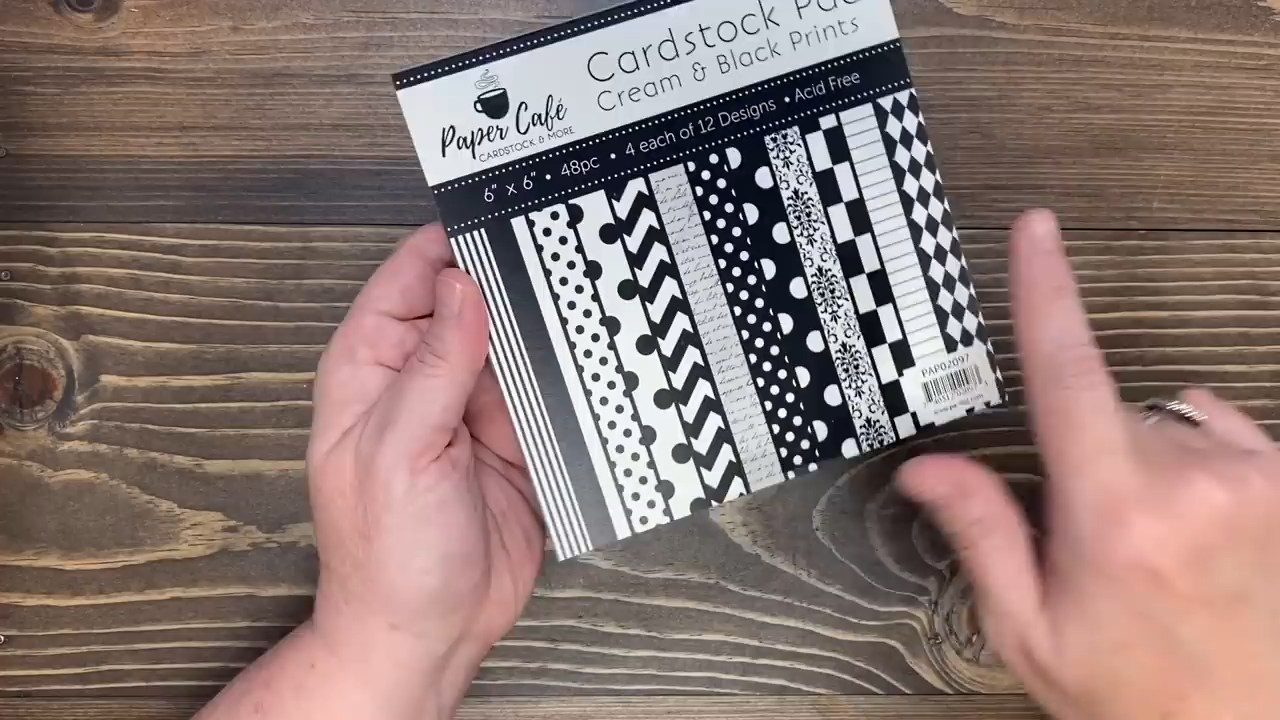 Cardstock
Cream & Black Prints
Paper Café
CARDSTOCK & MORE
6" x 6" • 48pc • 4 each of 12 Designs • Acid Free
PAP02097